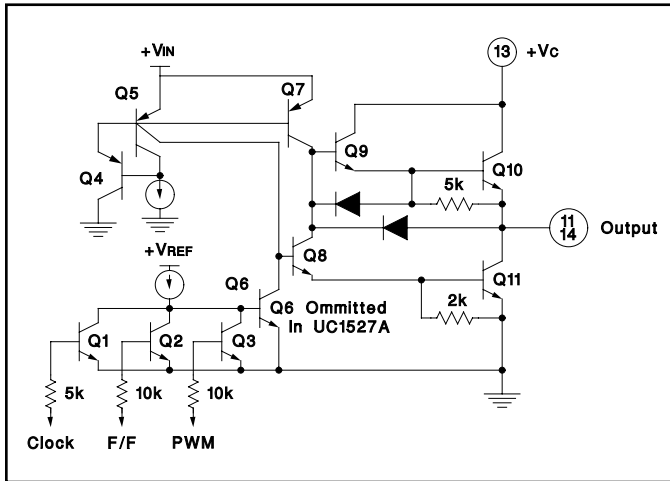 +VIN
13
+VC
Q5
Q7
Q9
Q10
Q4
5k
11
14
Output
+VREF
Q8
Q6
Q6 Ommitted
In UC1527A
Q11
2k
Q1
Q2
Q3
5k
10k
10k
Clock
F/F
PWM